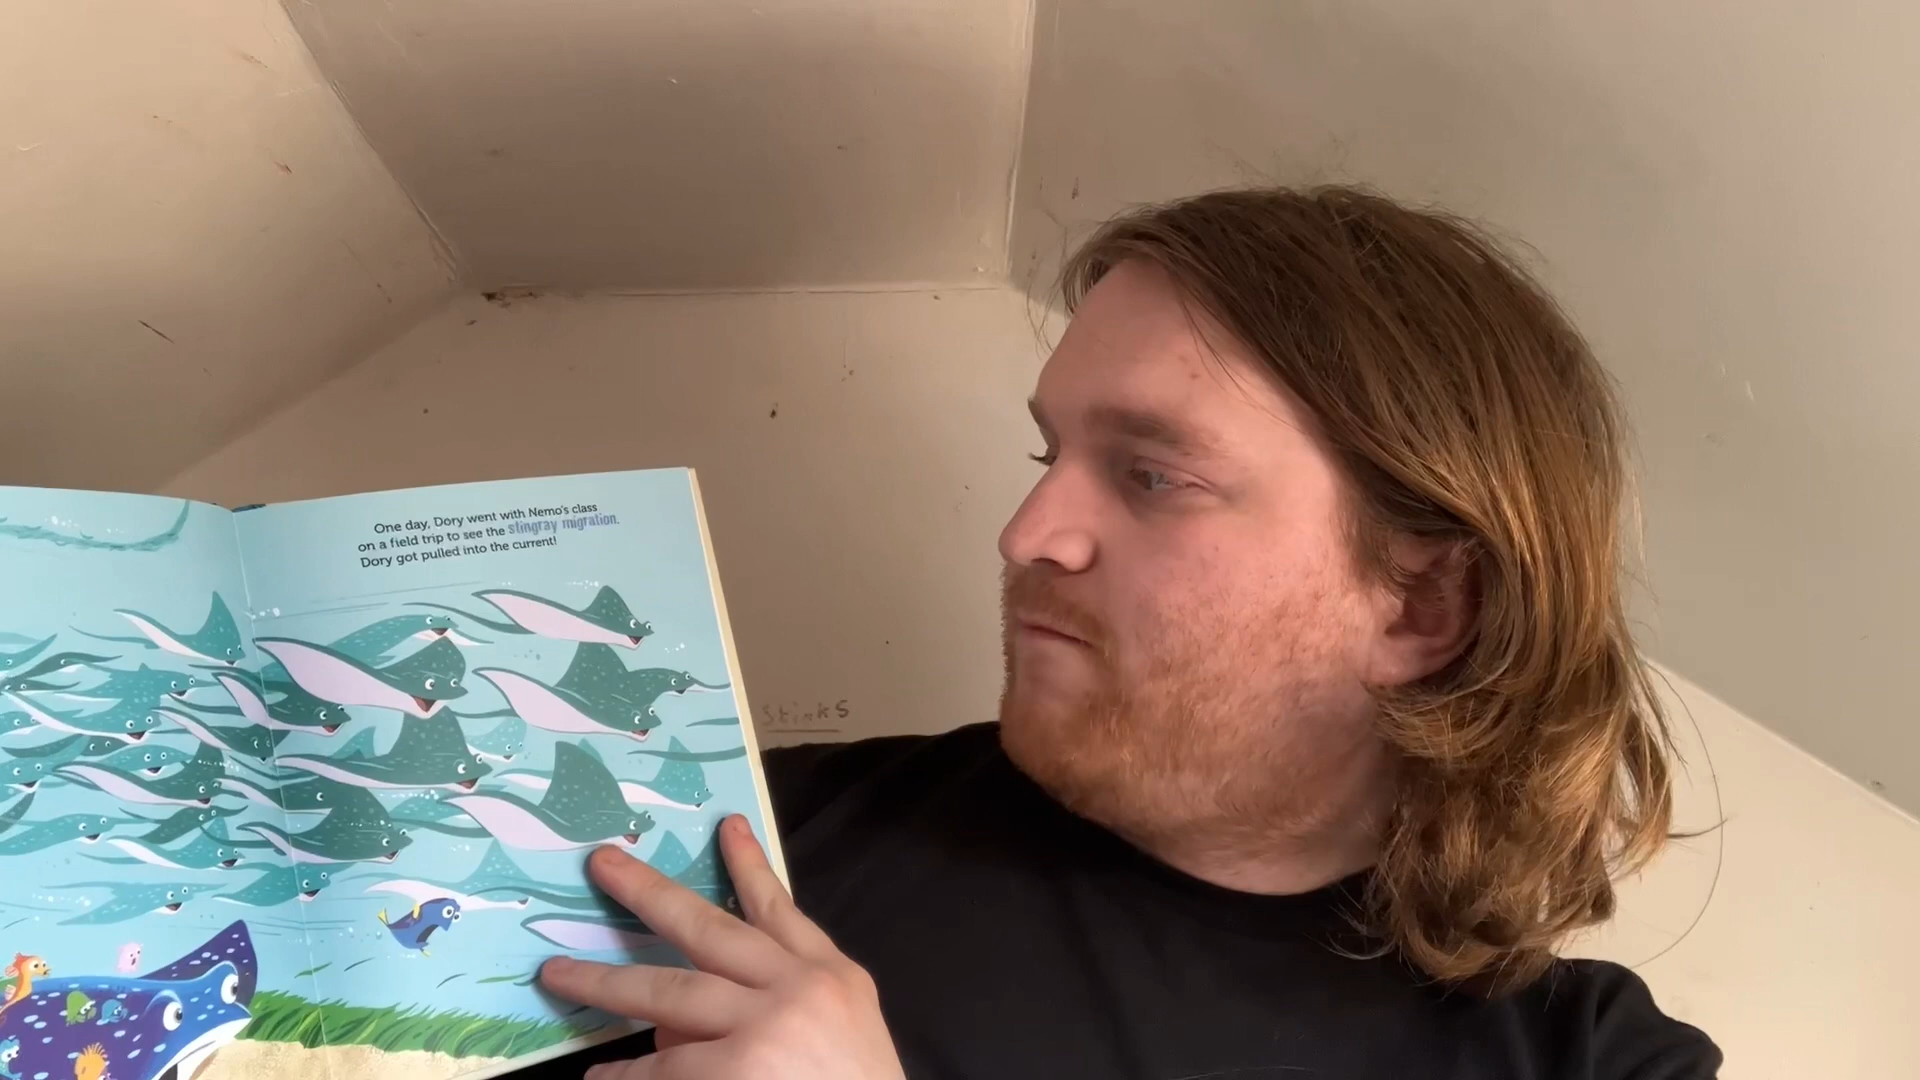 One day, Dory went with Nemo's class
on a field trip to see the stingray migration.
Dory got pulled into the current!
Stinks